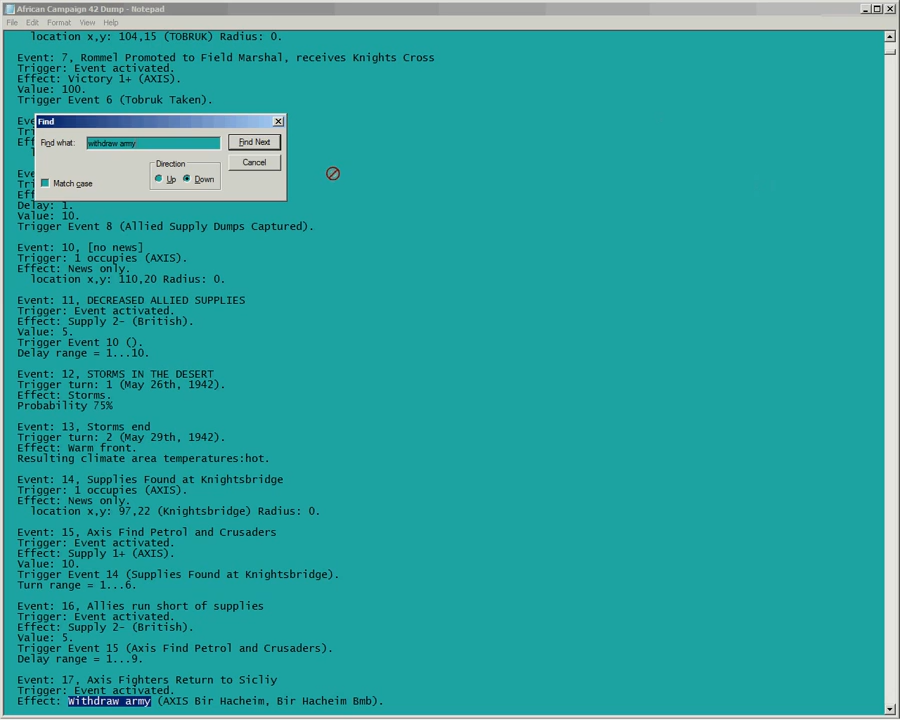 African Campaign 42 Dump - Notepad
File Edit Format View Help
location x,y: 104,15 (TOBRUK) Radius: 0.
Event: 7, Rommel Promoted to Field Marshal, receives Knights Cross
Trigger: Event activated.
Effect: Victory 1+ (AXIS).
Value: 100.
Trigger Event 6 (Tobruk Taken).
Eve
Find
Tri
Find what: withdraw army Find Next
Eff
l
Direction
Cancel
Eve
Up Down
Tri
Match case
Eff
Delay: 1.
Value: 10.
Trigger Event 8 (Allied Supply Dumps Captured).
Event: 10, [no news]
Trigger: 1 occupies (AXIS).
Effect: News only.
location x,y: 110,20 Radius: 0.
Event: 11, DECREASED ALLIED SUPPLIES
Trigger: Event activated.
Effect: Supply 2- (British).
Value: 5.
Trigger Event 10 ().
Delay range = 1...10.
Event: 12, STORMS IN THE DESERT
Trigger turn: 1 (May 26th, 1942).
Effect: Storms.
Probability 75%
Event: 13, Storms end
Trigger turn: 2 (May 29th, 1942).
Effect: Warm front.
Resulting climate area temperatures:hot.
Event: 14, Supplies Found at Knightsbridge
Trigger: 1 occupies (AXIS).
Effect: News only.
location x,y: 97,22 (Knightsbridge) Radius: 0.
Event: 15, Axis Find Petrol and Crusaders
Trigger: Event activated.
Effect: Supply 1+ (AXIS).
Value: 10.
Trigger Event 14 (Supplies Found at Knightsbridge).
Turn range = 1...6.
Event: 16, Allies run short of supplies
Trigger: Event activated.
Effect: Supply 2- (British).
Value: 5.
Trigger Event 15 (Axis Find Petrol and Crusaders).
Delay range = 1...9.
Event: 17, Axis Fighters Return to Sicliy
Trigger: Event activated.
Effect: Withdraw army (AXIS Bir Hacheim, Bir Hacheim Bmb).